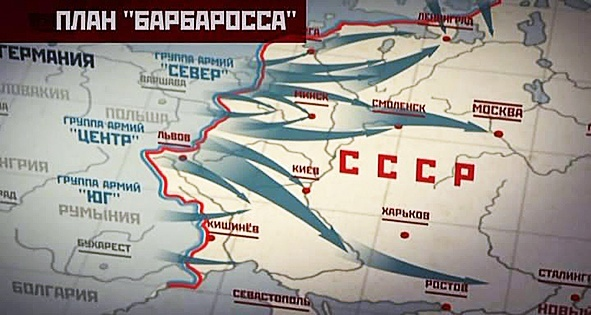 ПЛАН "БАРБАРОССА"
ЛЕНИНГРАД
ГЕРМАНИЯ
ГРУППА АРМИЙ
"СЕВЕР"
ВАРШАВА
МИНСК
СМОЛЕНСК
МОСКВА
ПОЛЬША
ГРУППА АРМИЙ
"ЦЕНТР"
ЛЬВОВ
КИЕВ
СССР
ГРУППА АРМИЙ
"ЮГ"
РУМЫНИЯ
КИШИНЁВ
ХАРЬКОВ
БУХАРЕСТ
БОЛГАРИЯ
СЕВАСТОПОЛЬ
РОСТОВ